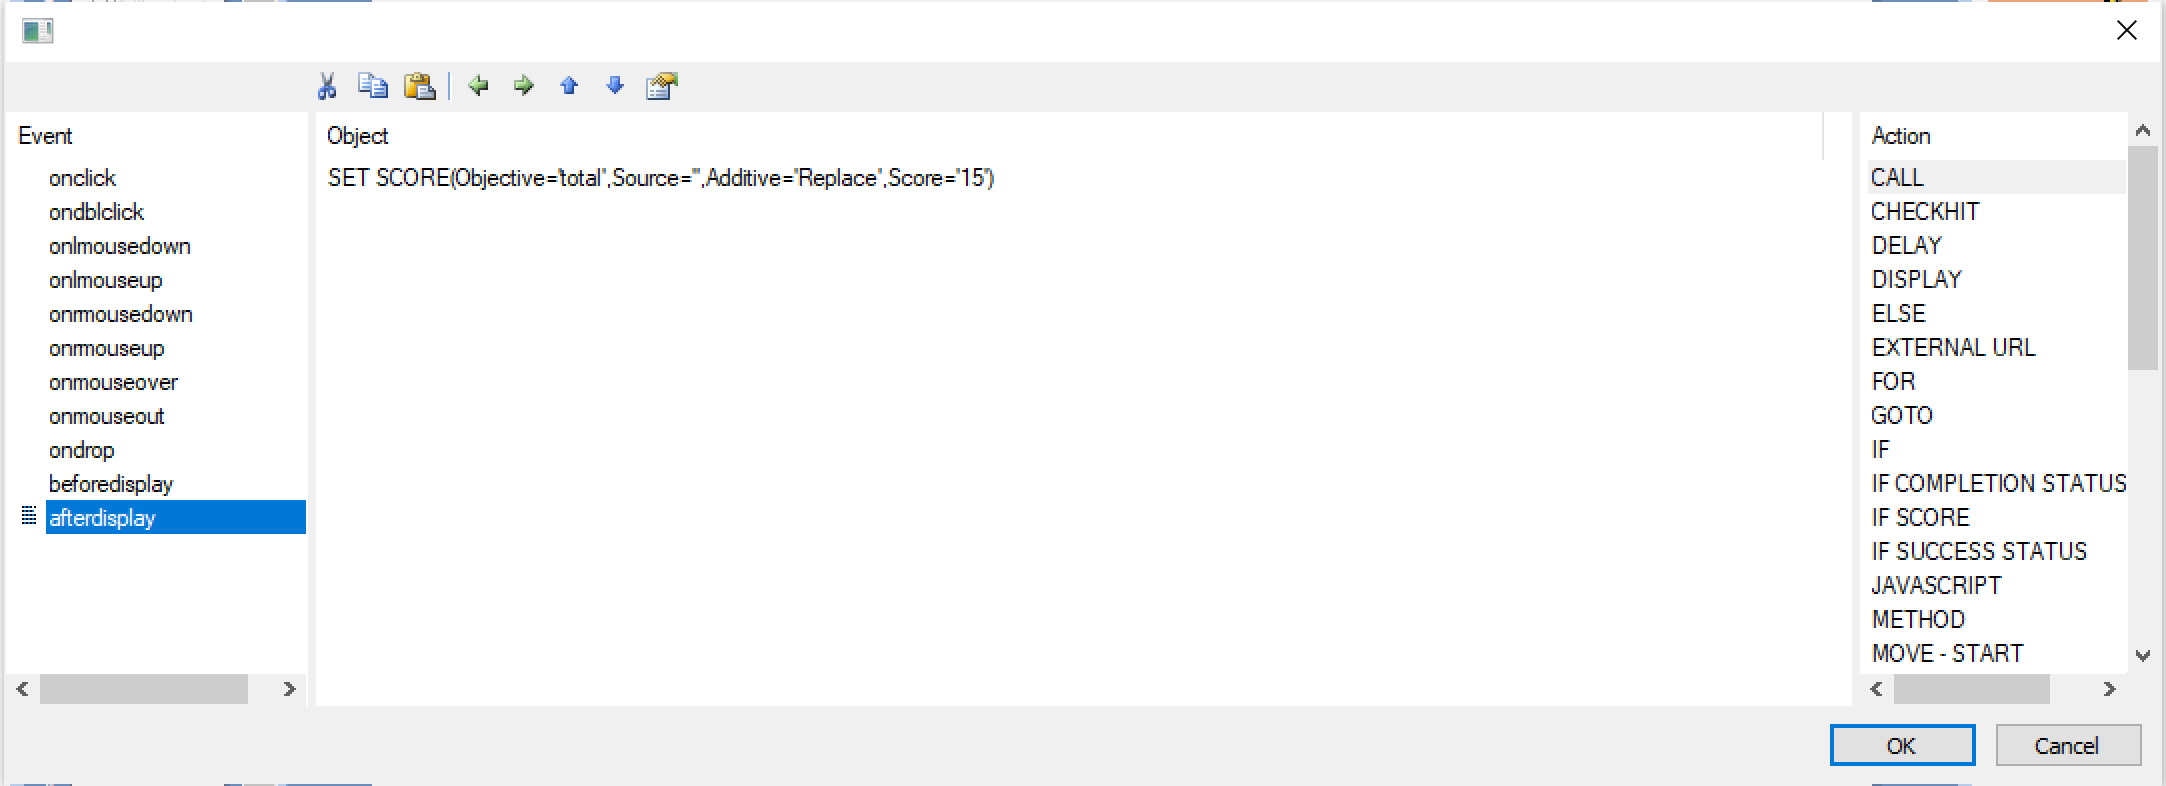 Event
onclick
ondblclick
onlmousedown
onlmouseup
onrmousedown
onrmouseup
onmouseover
onmouseout
ondrop
beforedisplay
afterdisplay
Object
SET SCORE(Objective="total",Source="",Additive="Replace",Score="15")
Action
CALL
CHECKHIT
DELAY
DISPLAY
ELSE
EXTERNAL URL
FOR
GOTO
IF
IF COMPLETION STATUS
IF SCORE
IF SUCCESS STATUS
JAVASCRIPT
METHOD
MOVE - START
OK
Cancel